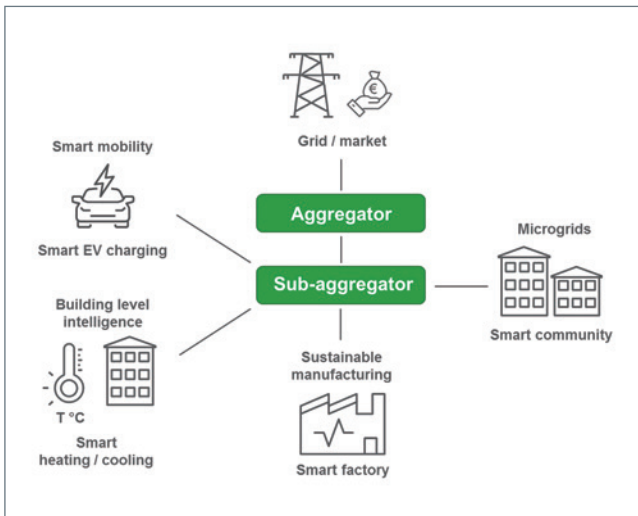 €
Grid / market
Smart mobility
Smart EV charging
Aggregator
Sub-aggregator
Microgrids
Smart community
Building level
intelligence
T °C
Smart
heating / cooling
Sustainable
manufacturing
Smart factory